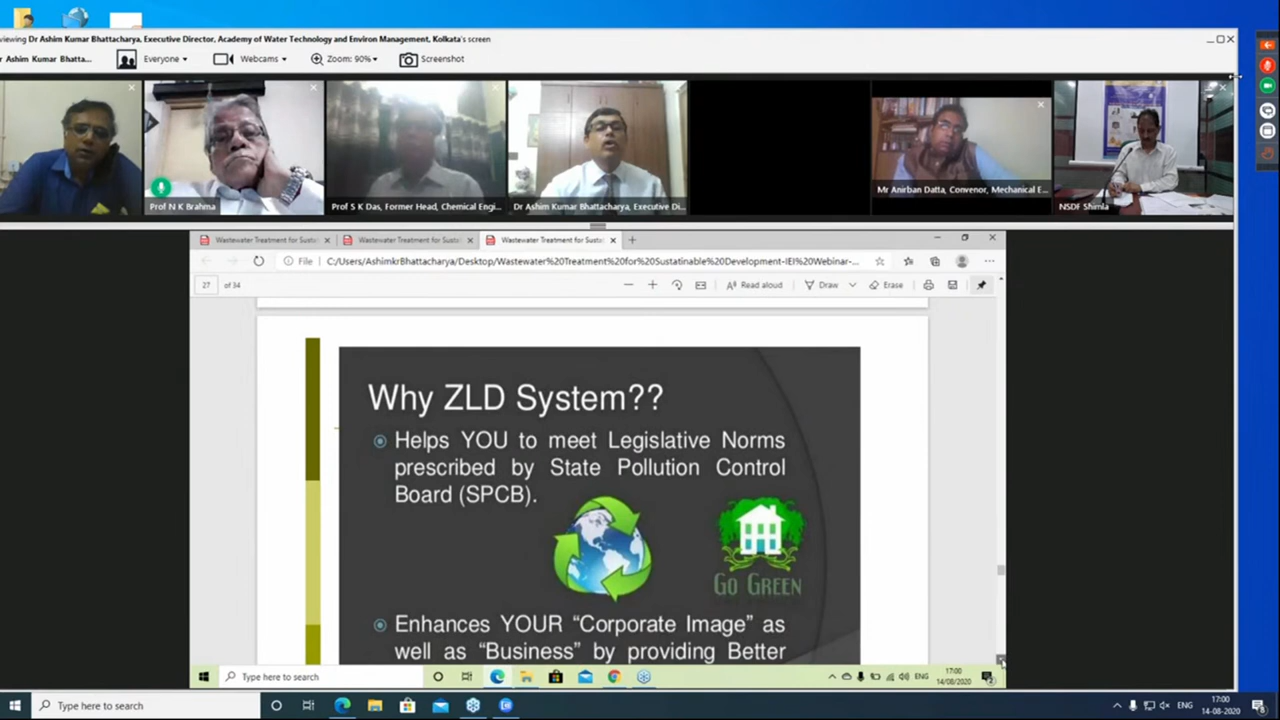 viewing Dr Ashim Kumar Bhattacharya, Executive Director, Academy of Water Technology and Environ Management, Kolkata's screen
r Ashim Kumar Bhatta...
Everyone
Webcams
Zoom: 90%
Screenshot
Prof N K Brahma
Prof S K Das, Former Head, Chemical Engi...
Dr Ashim Kumar Bhattacharya, Executive Di...
Mr Anirban Datta, Convenor, Mechanical E...
NSDF Shimla
Wastewater Treatment for Susta
Wastewater Treatment for Susta
Wastewater Treatment for Susta
File
C:/Users/AshimkrBhattacharya/Desktop/Wastewater%20Treatment%20for%20Sustatinable%20Development-IEI%20Webinar-...
27
of 34
Read aloud
Draw
Erase
Why ZLD System??
Helps YOU to meet Legislative Norms
prescribed by State Pollution Control
Board (SPCB).
GO GREEN
Enhances YOUR “Corporate Image” as
well as “Business” by providing Better
Type here to search
ENG
17:00
14/08/2020
Type here to search
ENG
17:00
14-08-2020